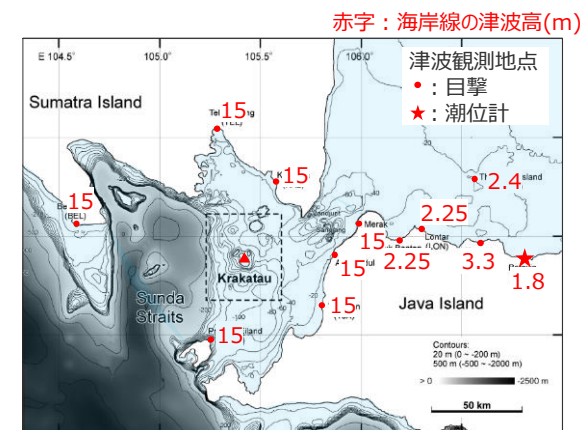 赤字：海岸線の津波高(m)
E 104.5°
105.0°
105.5°
106.0°
津波観測地点
●：目撃
★：潮位計
Sumatra Island
15
15
15
2.4
(BEL)
2.25
Merak
Lontar
(LON)
15
2.25
3.3
15
1.8
Krakatau
Sunda
Straits
15
Java Island
15
Contours:
20 m (0 ~ -200 m)
500 m (-500 ~ -2000 m)
> 0
-2500 m
50 km